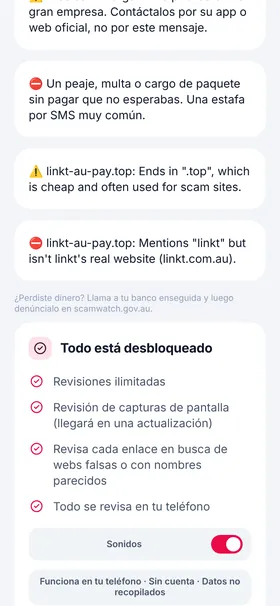 gran empresa. Contáctalos por su app o
web oficial, no por este mensaje.
⛔ Un peaje, multa o cargo de paquete
sin pagar que no esperabas. Una estafa
por SMS muy común.
⚠️ linkt-au-pay.top: Ends in ".top", which
is cheap and often used for scam sites.
⛔ linkt-au-pay.top: Mentions "linkt" but
isn't linkt's real website (linkt.com.au).
¿Perdiste dinero? Llama a tu banco enseguida y luego
denúncialo en scamwatch.gov.au.
Todo está desbloqueado
Revisiones ilimitadas
Revisión de capturas de pantalla
(llegará en una actualización)
Revisa cada enlace en busca de
webs falsas o con nombres
parecidos
Todo se revisa en tu teléfono
Sonidos
Funciona en tu teléfono · Sin cuenta · Datos no
recopilados